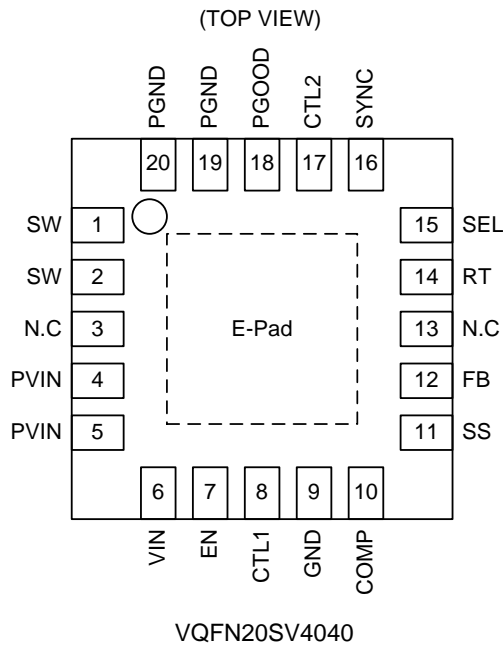 (TOP VIEW)
PGND
PGND
PGOOD
CTL2
SYNC
20
19
18
17
16
SW 1
15 SEL
SW 2
14 RT
N.C 3
E-Pad
13 N.C
PVIN 4
12 FB
PVIN 5
11 SS
6
7
8
9
10
VIN
EN
CTL1
GND
COMP
VQFN20SV4040